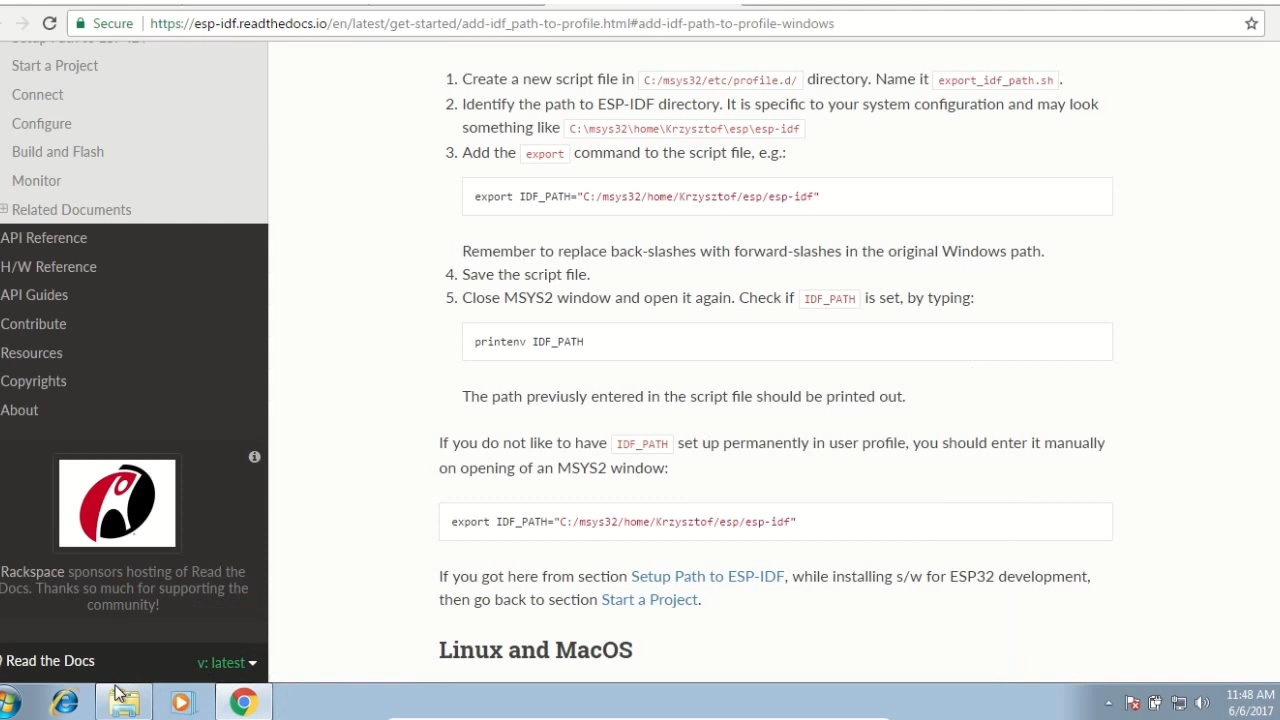 Secure
https://esp-idf.readthedocs.io/en/latest/get-started/add-idf_path-to-profile.html#add-idf-path-to-profile-windows
Start a Project
Connect
Configure
Build and Flash
Monitor
Related Documents
API Reference
H/W Reference
API Guides
Contribute
Resources
Copyrights
About
Rackspace sponsors hosting of Read the
Docs. Thanks so much for supporting the
community!
Read the Docs
v: latest
1. Create a new script file in C:/msys32/etc/profile.d/ directory. Name it export_idf_path.sh.
2. Identify the path to ESP-IDF directory. It is specific to your system configuration and may look
something like C:\msys32\home\Krzysztof\esp\esp-idf
3. Add the export command to the script file, e.g.:
export IDF_PATH="C:/msys32/home/Krzysztof/esp/esp-idf"
Remember to replace back-slashes with forward-slashes in the original Windows path.
4. Save the script file.
5. Close MSYS2 window and open it again. Check if IDF_PATH is set, by typing:
printenv IDF_PATH
The path previusly entered in the script file should be printed out.
If you do not like to have IDF_PATH set up permanently in user profile, you should enter it manually
on opening of an MSYS2 window:
export IDF_PATH="C:/msys32/home/Krzysztof/esp/esp-idf"
If you got here from section Setup Path to ESP-IDF, while installing s/w for ESP32 development,
then go back to section Start a Project.
Linux and MacOS
11:48 AM
6/6/2017